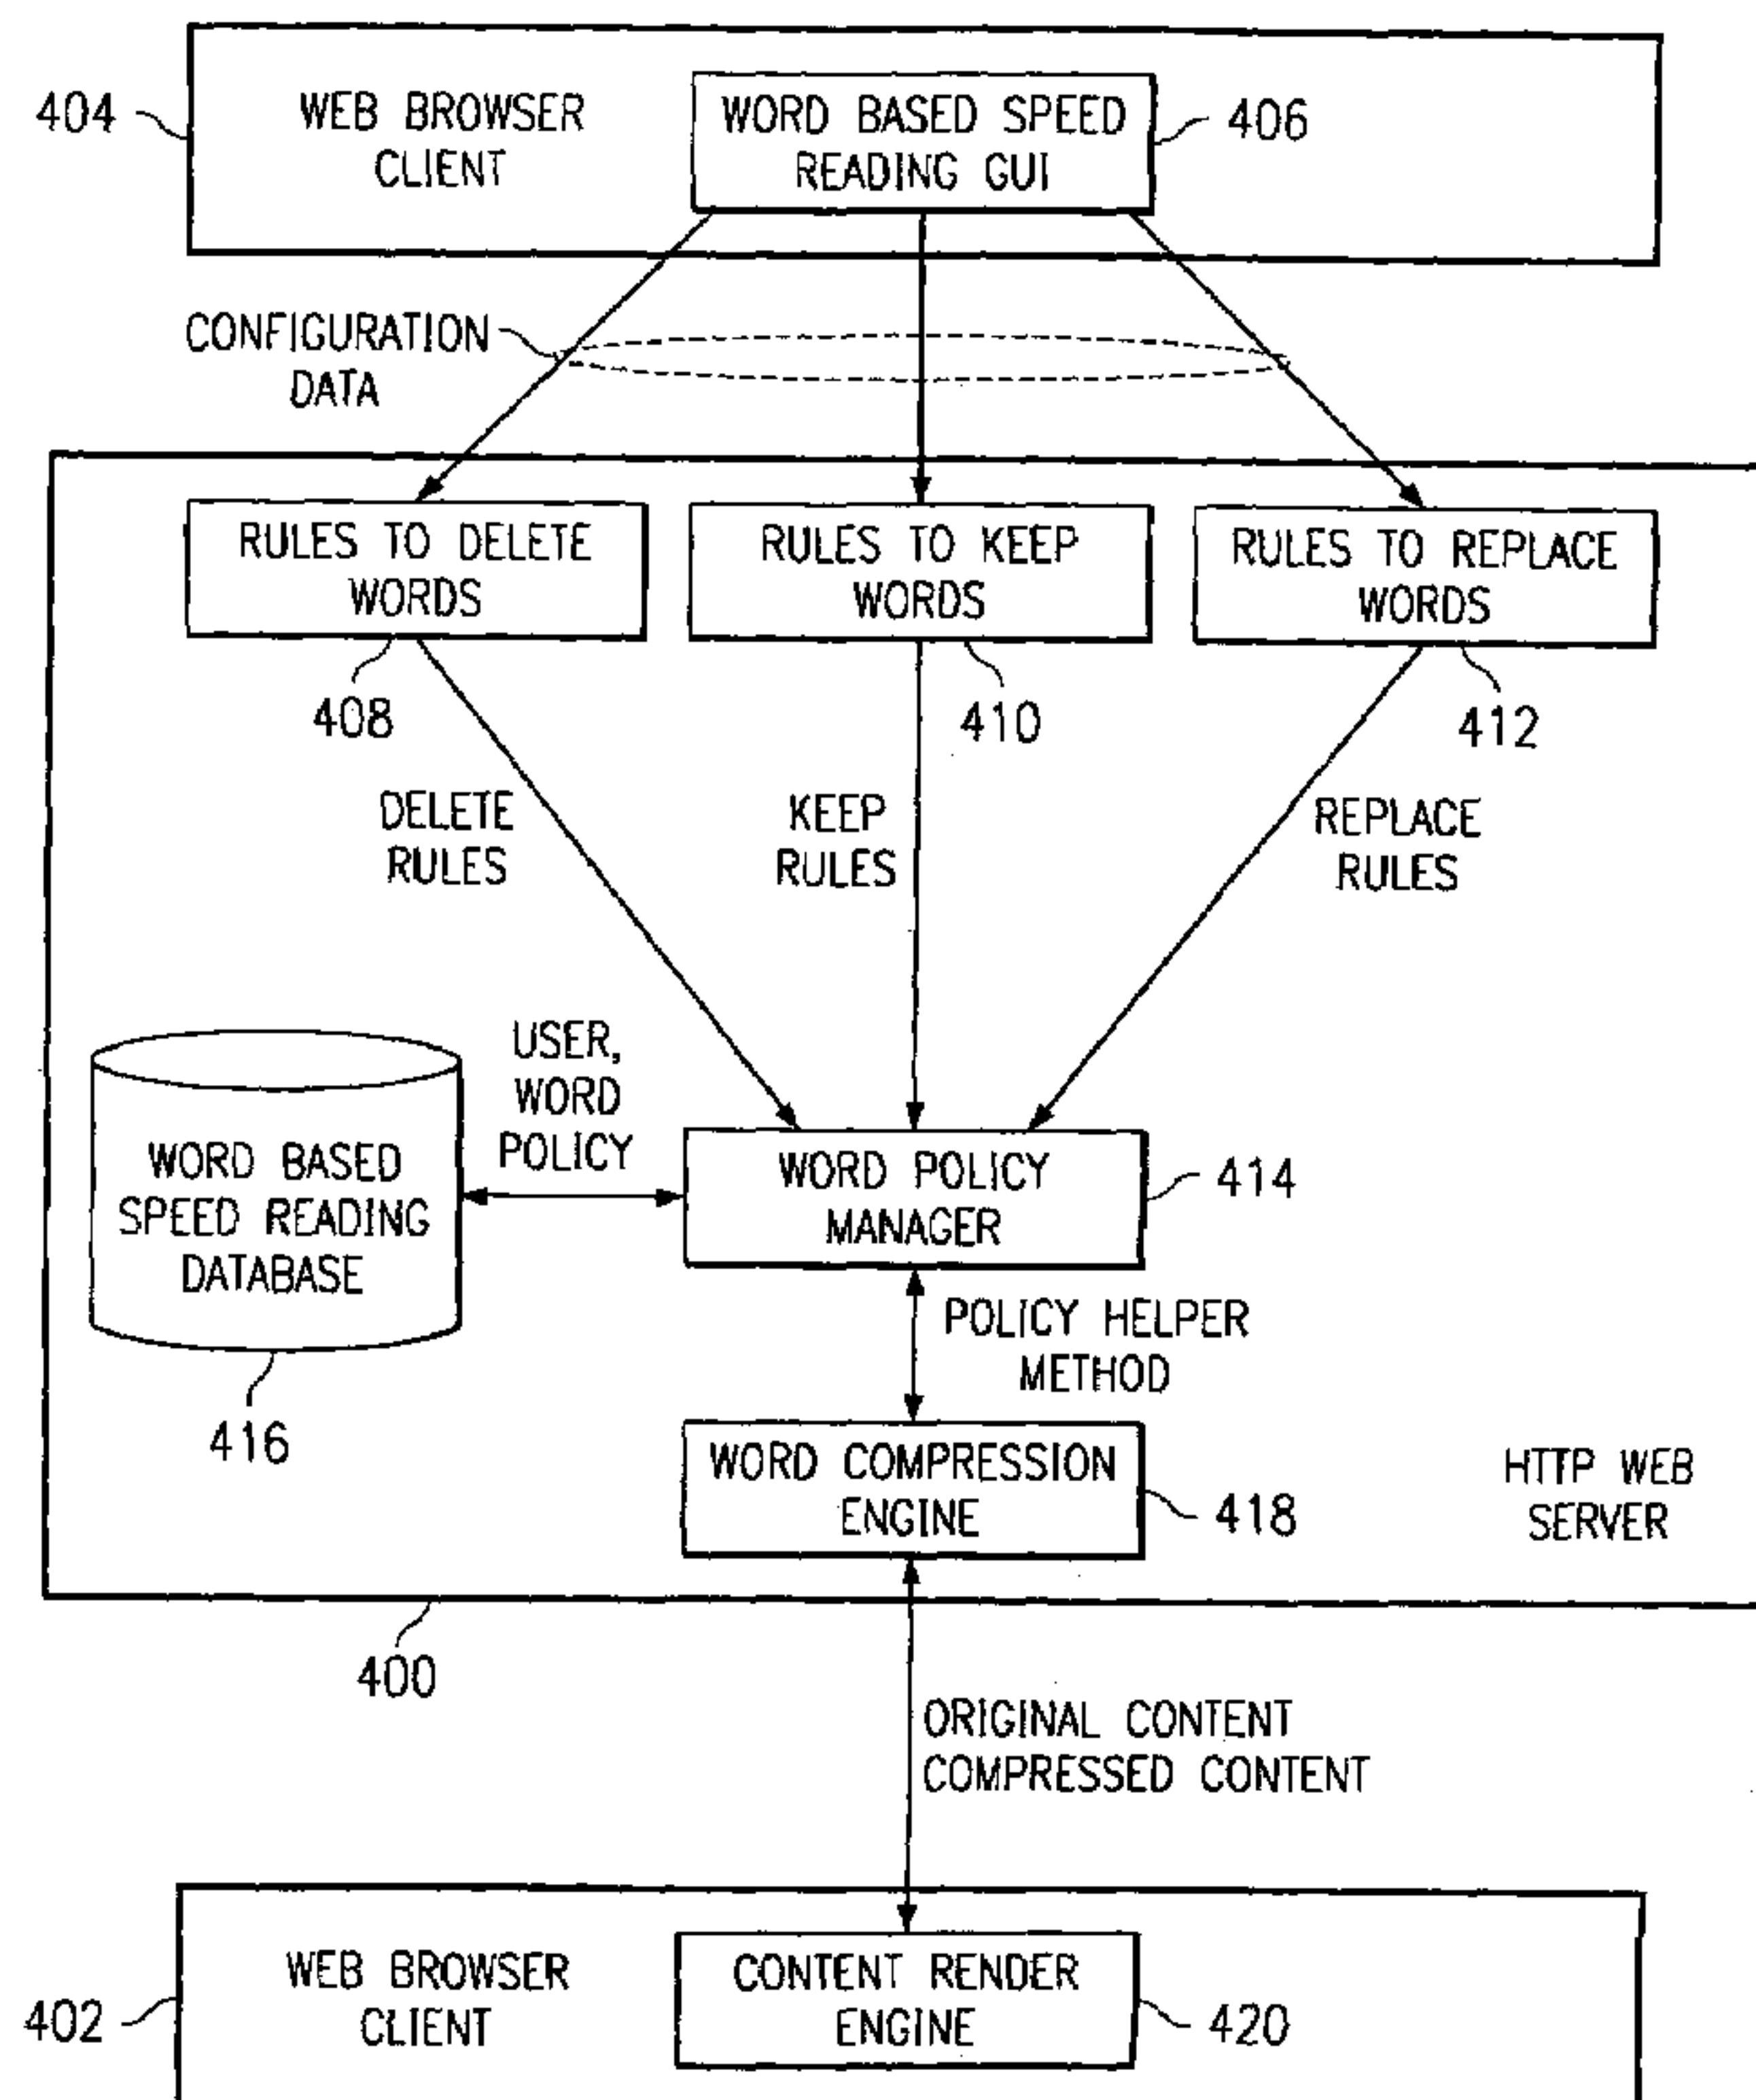 404
WEB BROWSER
CLIENT
WORD BASED SPEED
READING GUI
406
CONFIGURATION
DATA
RULES TO DELETE
WORDS
RULES TO KEEP
WORDS
RULES TO REPLACE
WORDS
408
410
412
DELETE
RULES
KEEP
RULES
REPLACE
RULES
WORD BASED
SPEED READING
DATABASE
USER,
WORD
POLICY
WORD POLICY
MANAGER
414
416
POLICY HELPER
METHOD
WORD COMPRESSION
ENGINE
418
HTTP WEB
SERVER
400
ORIGINAL CONTENT
COMPRESSED CONTENT
402
WEB BROWSER
CLIENT
CONTENT RENDER
ENGINE
420